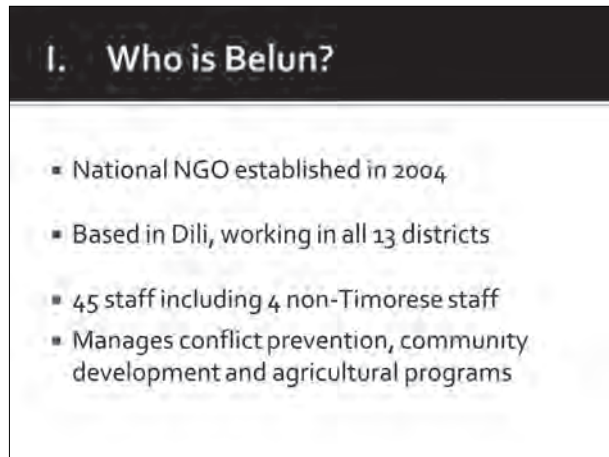 I. Who is Belun?
▪ National NGO established in 2004
▪ Based in Dili, working in all 13 districts
▪ 45 staff including 4 non-Timorese staff
▪ Manages conflict prevention, community
development and agricultural programs